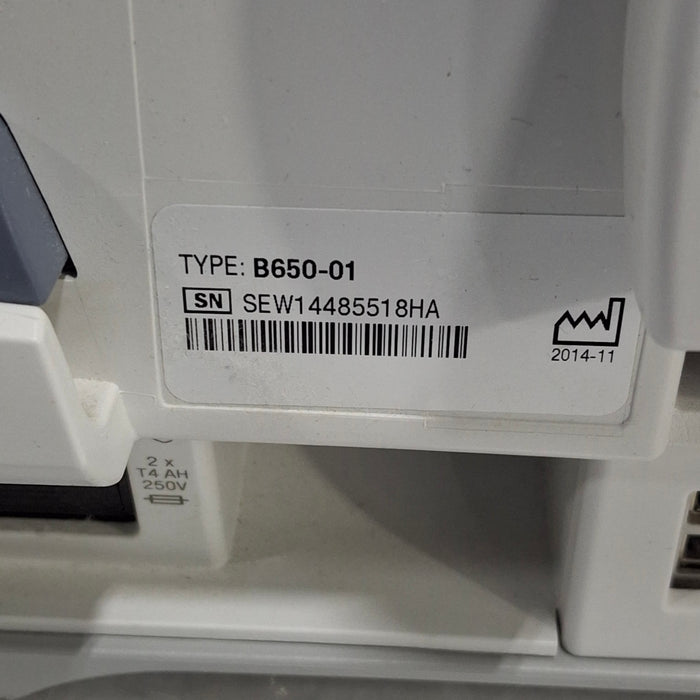 TYPE: B650-01
SN SEW14485518HA
2014-11
2 x
T4 AH
250V